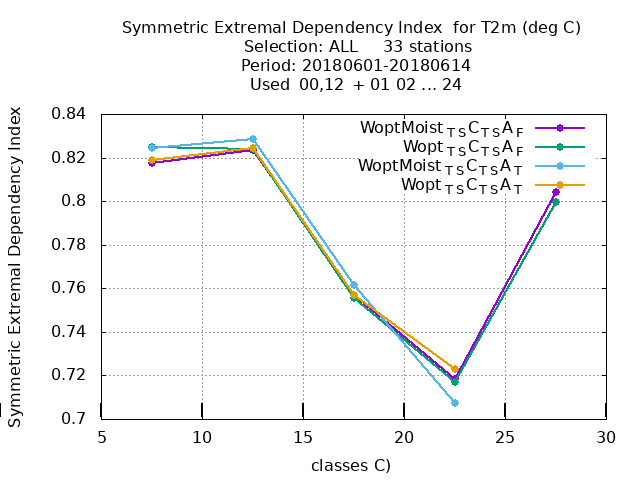 Symmetric Extremal Dependency Index  for T2m (deg C)
Selection: ALL     33 stations
Period: 20180601-20180614
Used  00,12  + 01 02 ... 24
Symmetric Extremal Dependency Index
0.84
0.82
0.8
0.78
0.76
0.74
0.72
0.7
WoptMoist TS C TS A F
Wopt TS C TS A F
WoptMoist TS C TS A T
Wopt TS C TS A T
5 10 15 20 25 30
classes C)